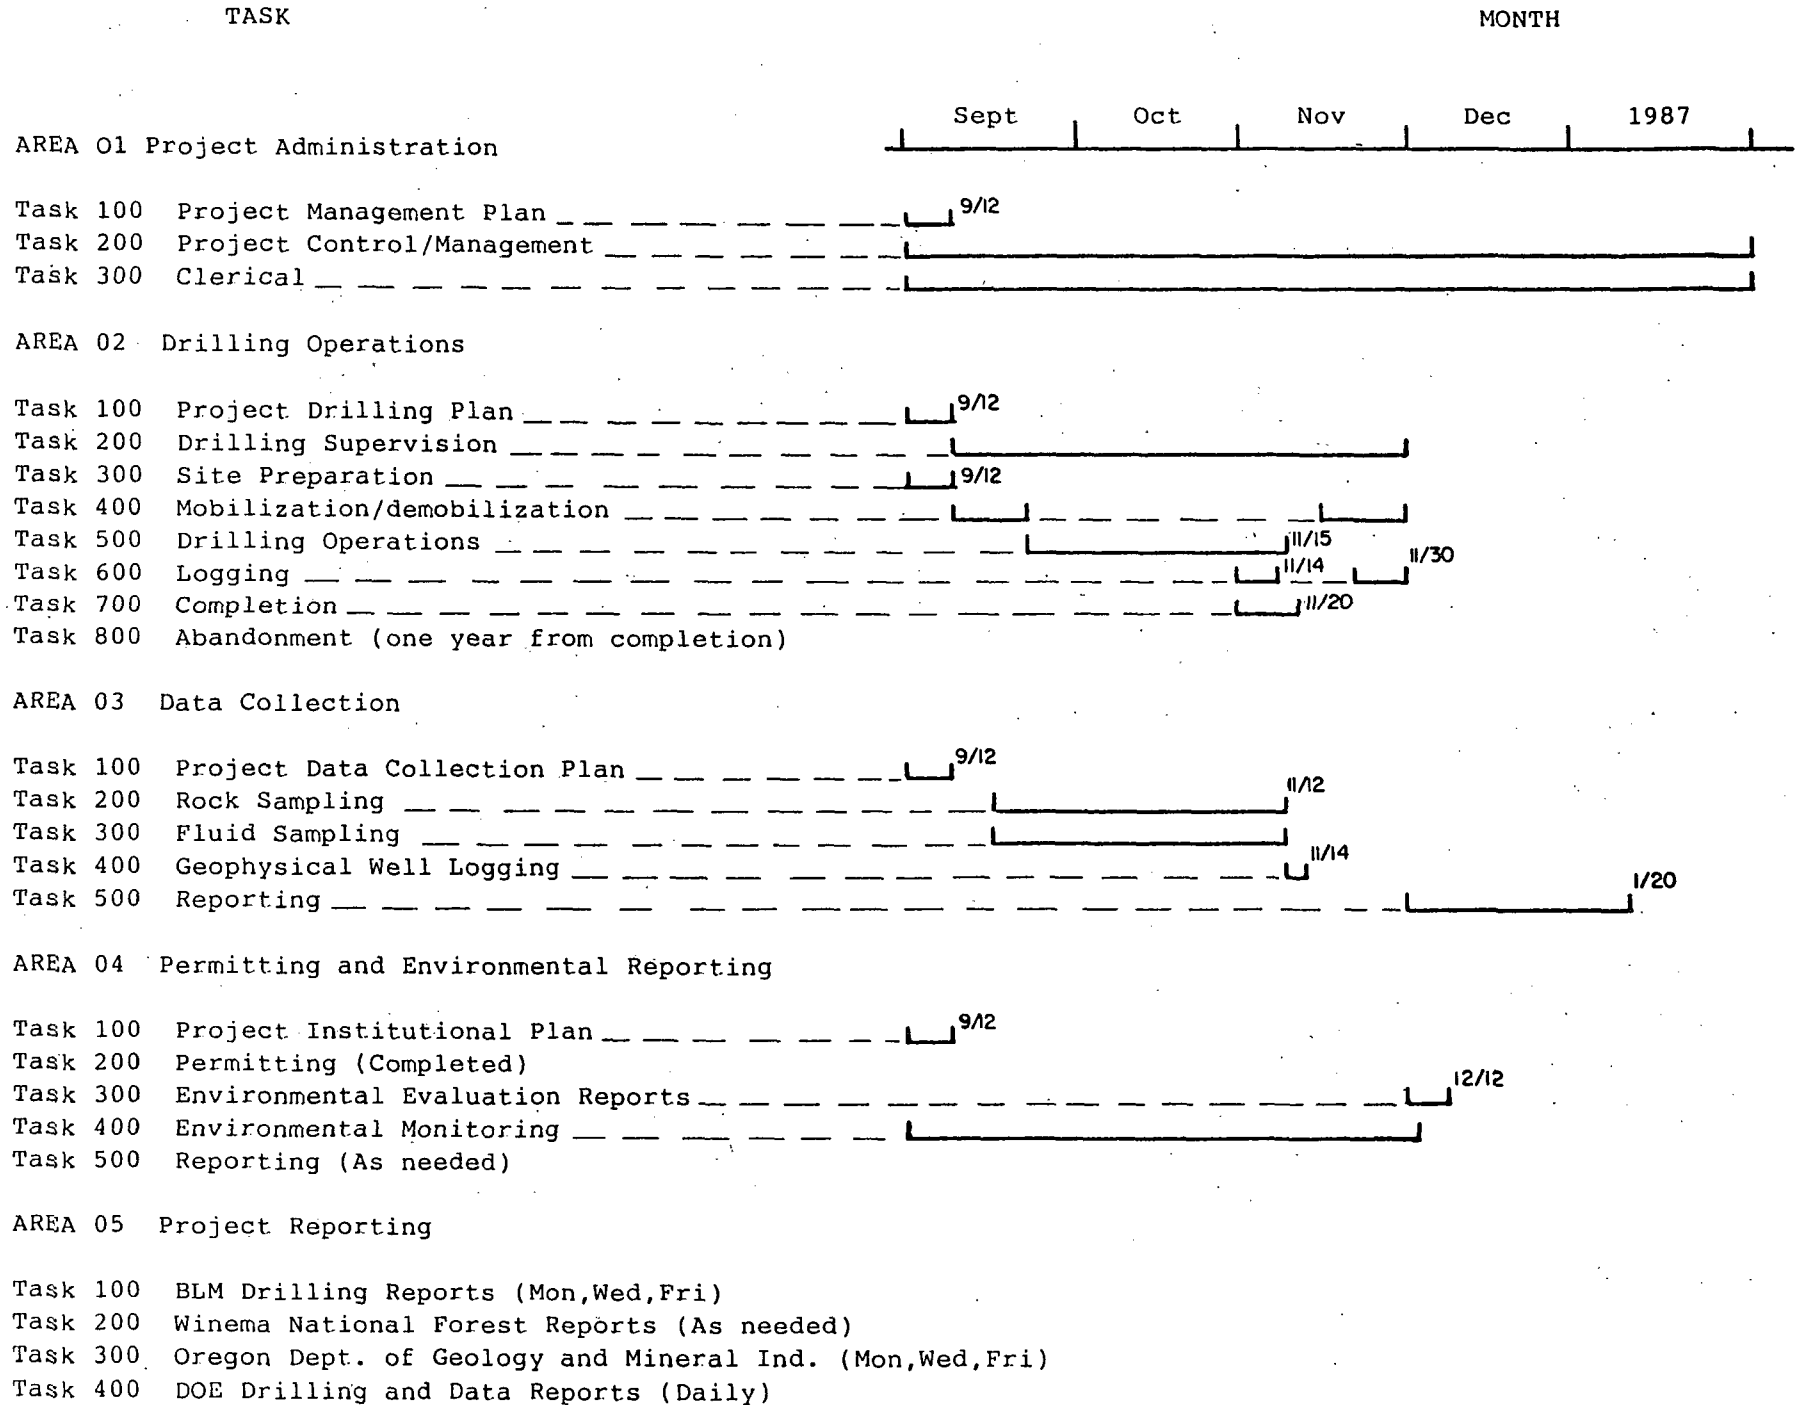 TASK MONTH
Sept Oct Nov Dec 1987
AREA 01 Project Administration
Task 100 Project Management Plan 9/12
Task 200 Project Control/Management
Task 300 Clerical
AREA 02 Drilling Operations
Task 100 Project Drilling Plan 9/12
Task 200 Drilling Supervision
Task 300 Site Preparation 9/12
Task 400 Mobilization/demobilization
Task 500 Drilling Operations 11/15
Task 600 Logging 11/14 11/30
Task 700 Completion 11/20
Task 800 Abandonment (one year from completion)
AREA 03 Data Collection
Task 100 Project Data Collection Plan 9/12
Task 200 Rock Sampling 11/12
Task 300 Fluid Sampling
Task 400 Geophysical Well Logging 11/14
Task 500 Reporting 1/20
AREA 04 Permitting and Environmental Reporting
Task 100 Project Institutional Plan 9/12
Task 200 Permitting (Completed)
Task 300 Environmental Evaluation Reports 12/12
Task 400 Environmental Monitoring
Task 500 Reporting (As needed)
AREA 05 Project Reporting
Task 100 BLM Drilling Reports (Mon,Wed,Fri)
Task 200 Winema National Forest Reports (As needed)
Task 300 Oregon Dept. of Geology and Mineral Ind. (Mon,Wed,Fri)
Task 400 DOE Drilling and Data Reports (Daily)